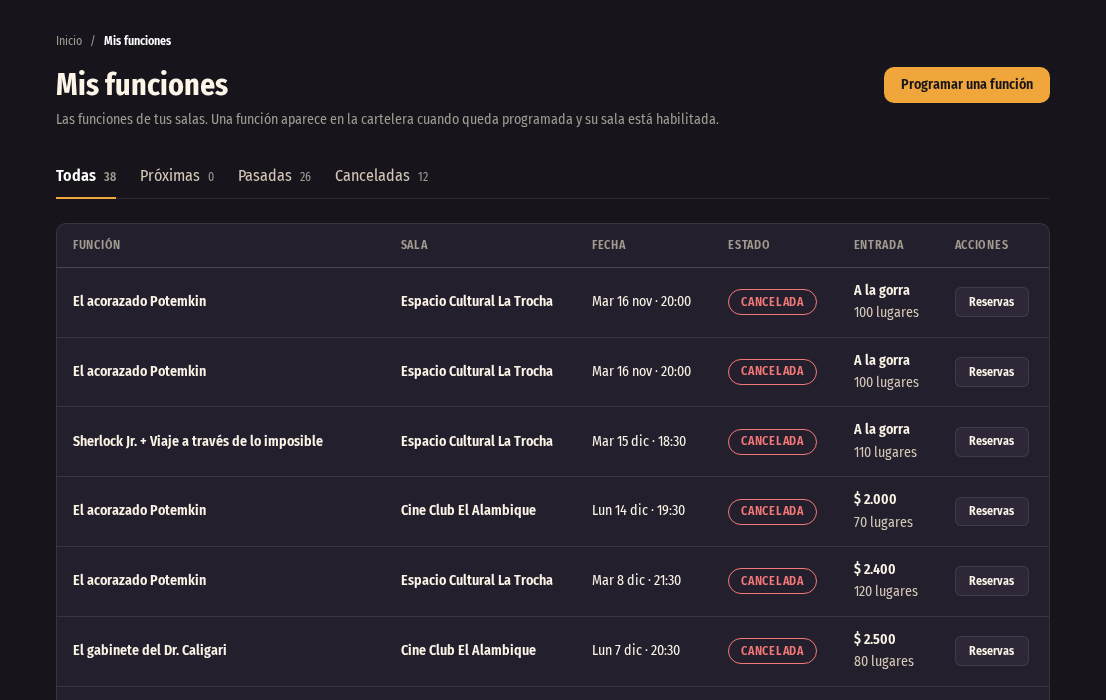 Inicio / Mis funciones
Mis funciones
Programar una función
Las funciones de tus salas. Una función aparece en la cartelera cuando queda programada y su sala está habilitada.
Todas 38 Próximas 0 Pasadas 26 Canceladas 12
FUNCIÓN SALA FECHA ESTADO ENTRADA ACCIONES
El acorazado Potemkin Espacio Cultural La Trocha Mar 16 nov · 20:00 CANCELADA A la gorra Reservas
100 lugares
El acorazado Potemkin Espacio Cultural La Trocha Mar 16 nov · 20:00 CANCELADA A la gorra Reservas
100 lugares
Sherlock Jr. + Viaje a través de lo imposible Espacio Cultural La Trocha Mar 15 dic · 18:30 CANCELADA A la gorra Reservas
110 lugares
El acorazado Potemkin Cine Club El Alambique Lun 14 dic · 19:30 CANCELADA $ 2.000 Reservas
70 lugares
El acorazado Potemkin Espacio Cultural La Trocha Mar 8 dic · 21:30 CANCELADA $ 2.400 Reservas
120 lugares
El gabinete del Dr. Caligari Cine Club El Alambique Lun 7 dic · 20:30 CANCELADA $ 2.500 Reservas
80 lugares